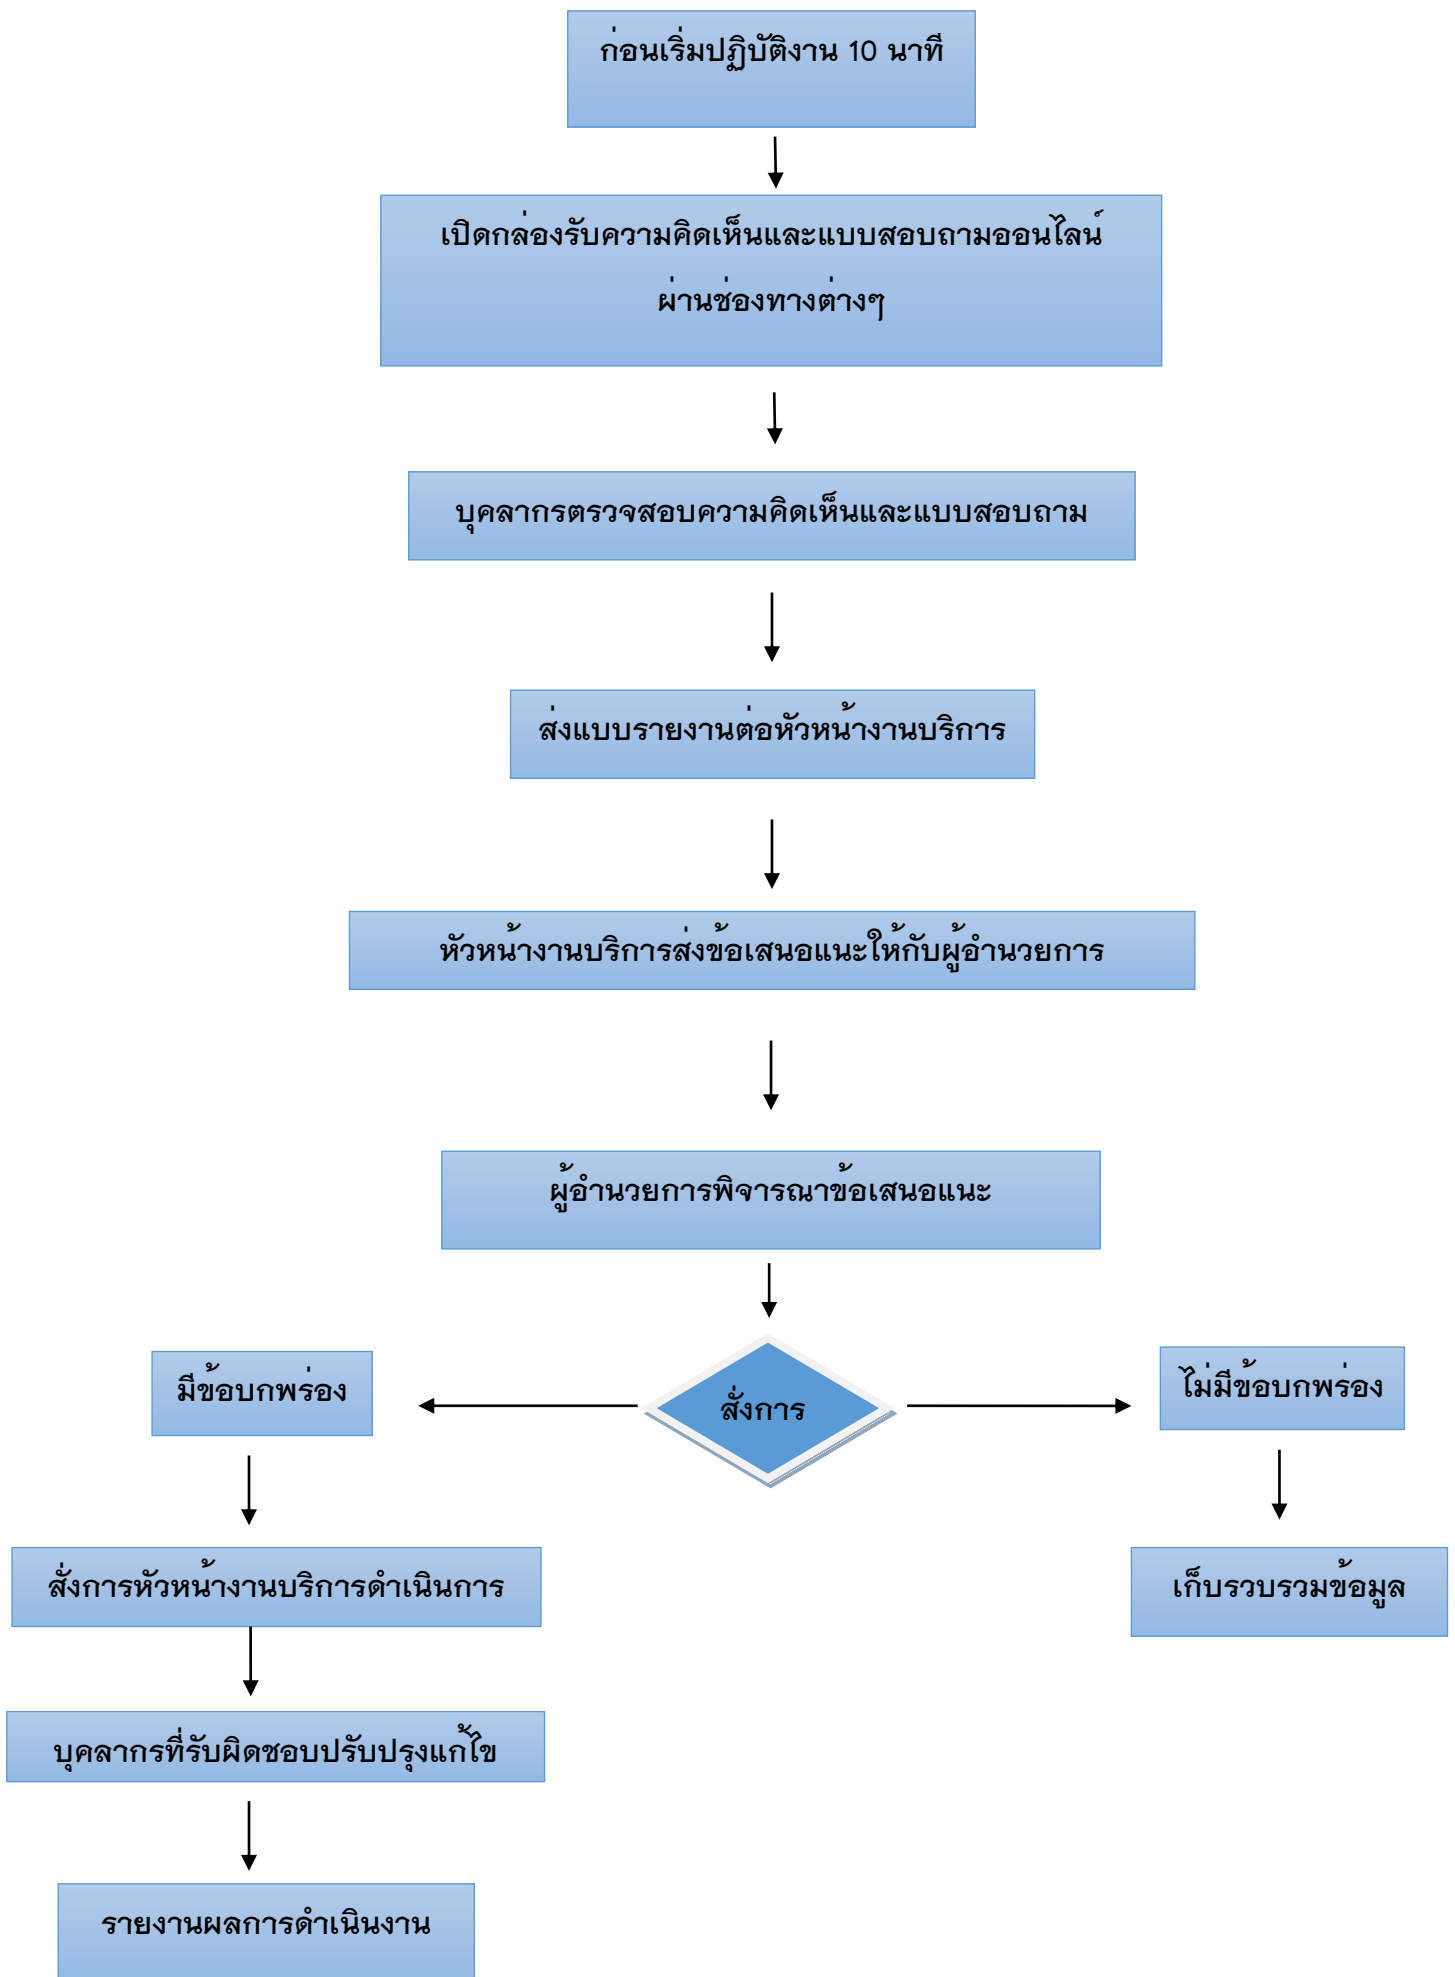 ก่อนเริ่มปฏิบัติงาน 10 นาที
เปิดกล่องรับความคิดเห็นและแบบสอบถามออนไลน์
ผ่านช่องทางต่างๆ
บุคลากรตรวจสอบความคิดเห็นและแบบสอบถาม
ส่งแบบรายงานต่อหัวหน้างานบริการ
หัวหน้างานบริการส่งข้อเสนอแนะให้กับผู้อำนวยการ
ผู้อำนวยการพิจารณาข้อเสนอแนะ
มีข้อบกพร่อง
สั่งการ
ไม่มีข้อบกพร่อง
สั่งการหัวหน้างานบริการดำเนินการ
เก็บรวบรวมข้อมูล
บุคลากรที่รับผิดชอบปรับปรุงแก้ไข
รายงานผลการดำเนินงาน